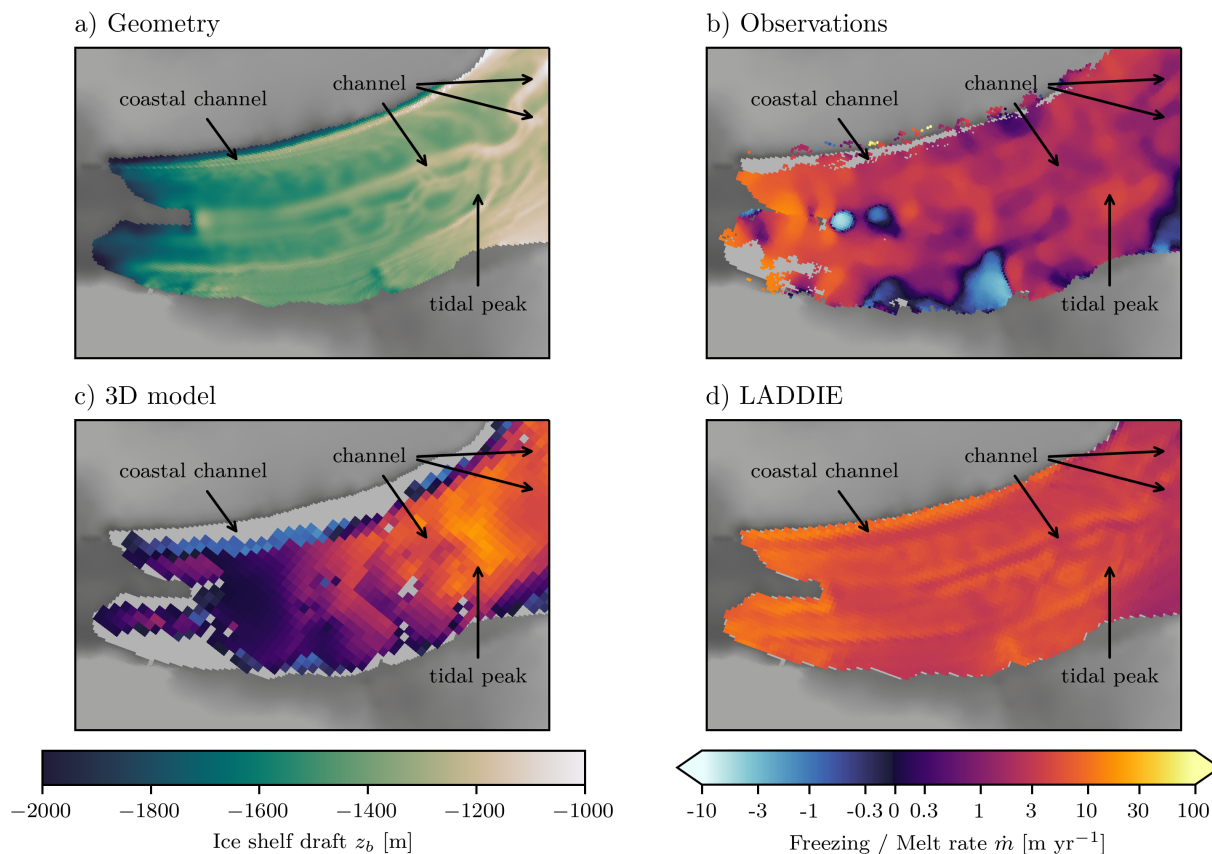 a) Geometry
channel
coastal channel
tidal peak
b) Observations
channel
coastal channel
tidal peak
c) 3D model
channel
coastal channel
tidal peak
d) LADDIE
channel
coastal channel
tidal peak
−2000 −1800 −1600 −1400 −1200 −1000
Ice shelf draft z_b [m]
-10 -3 -1 -0.3 0 0.3 1 3 10 30 100
Freezing / Melt rate ṁ [m yr⁻¹]